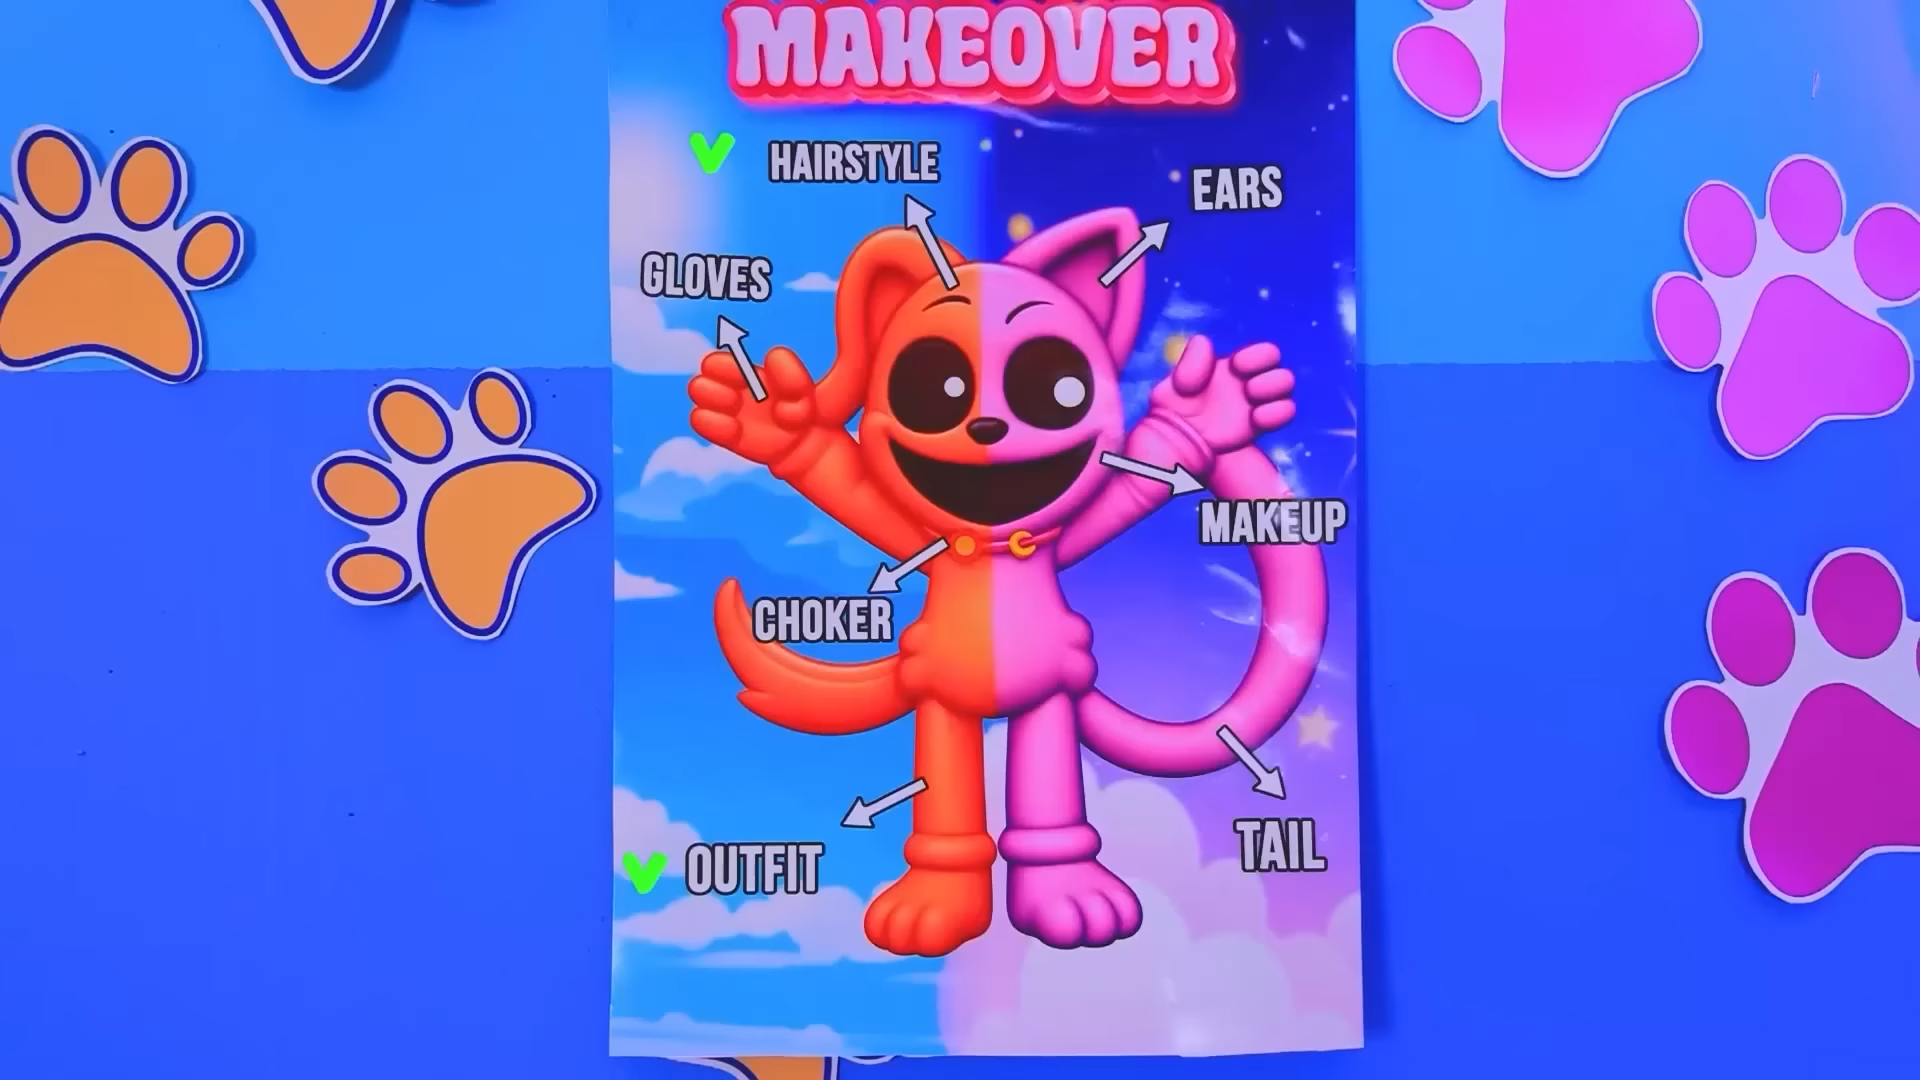 MAKEOVER
HAIRSTYLE
EARS
GLOVES
MAKEUP
CHOKER
TAIL
OUTFIT